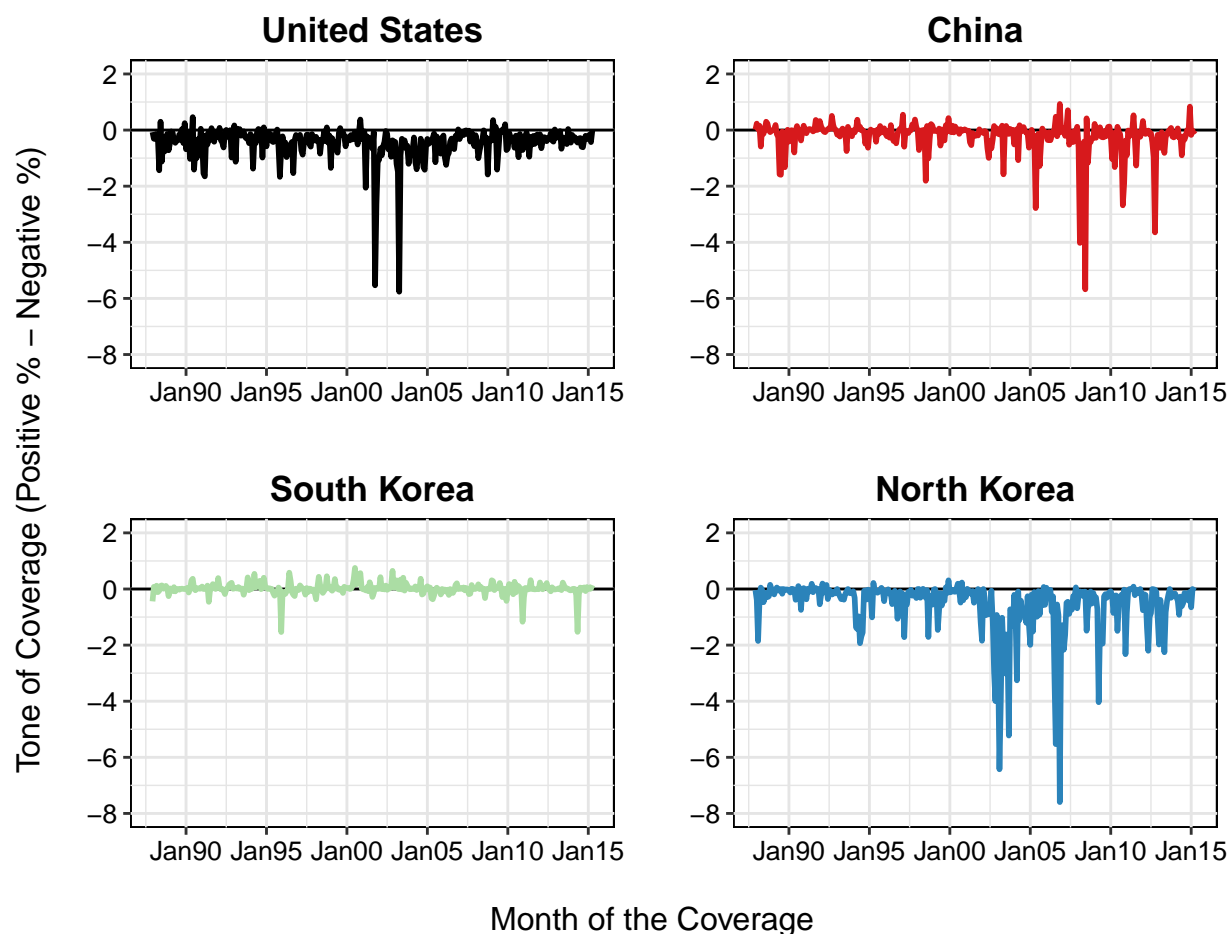 United States
China
2
0
−2
−4
−6
−8
Jan90 Jan95 Jan00 Jan05 Jan10 Jan15
2
0
−2
−4
−6
−8
Jan90 Jan95 Jan00 Jan05 Jan10 Jan15
South Korea
North Korea
2
0
−2
−4
−6
−8
Jan90 Jan95 Jan00 Jan05 Jan10 Jan15
2
0
−2
−4
−6
−8
Jan90 Jan95 Jan00 Jan05 Jan10 Jan15
Tone of Coverage (Positive % − Negative %)
Month of the Coverage